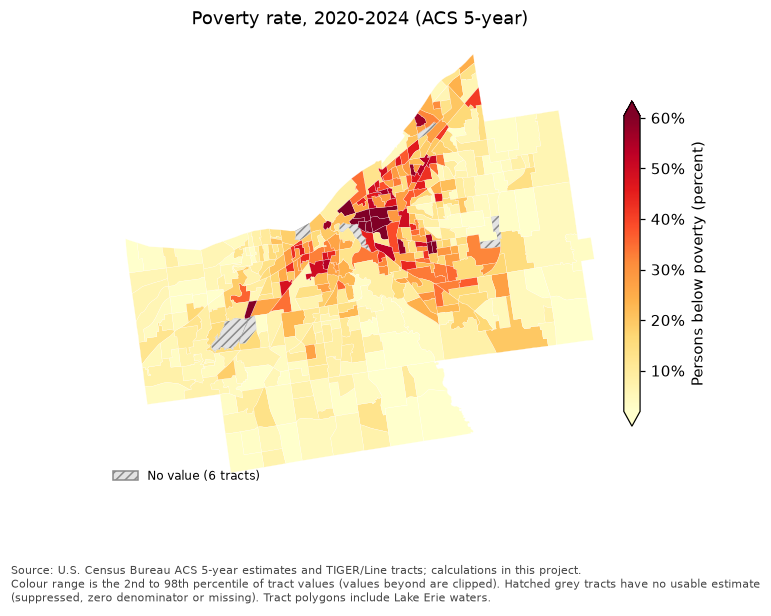 Poverty rate, 2020-2024 (ACS 5-year)
60%
50%
40%
30%
20%
10%
Persons below poverty (percent)
No value (6 tracts)
Source: U.S. Census Bureau ACS 5-year estimates and TIGER/Line tracts; calculations in this project.
Colour range is the 2nd to 98th percentile of tract values (values beyond are clipped). Hatched grey tracts have no usable estimate
(suppressed, zero denominator or missing). Tract polygons include Lake Erie waters.